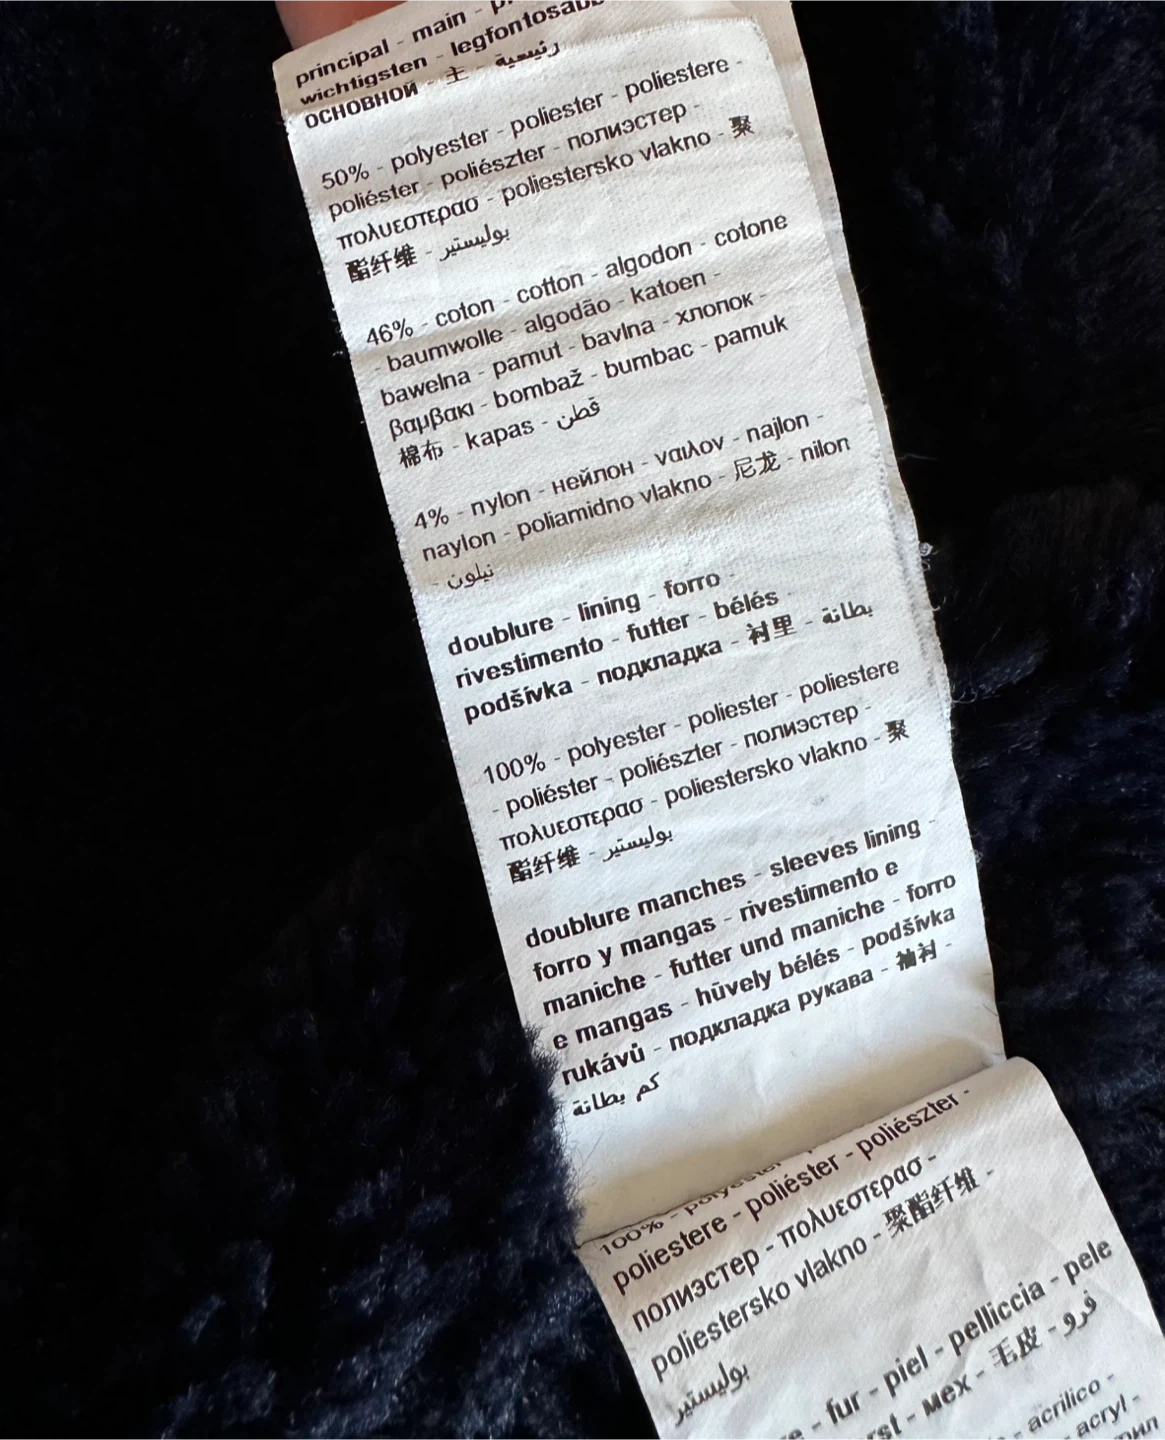 principal - main -
wichtigsten - legfontosabb
ОСНОВНОЙ - 主 - رئيسية
50% - polyester - poliester - poliestere -
poliéster - poliészter - полиэстер -
πολυεστερασ - poliestersko vlakno - 聚
酯纤维 - بوليستير
46% - coton - cotton - algodon - cotone
- baumwolle - algodão - katoen -
bawelna - pamut - bavlna - хлопок -
βαμβακι - bombaž - bumbac - pamuk
棉布 - kapas - قطن
4% - nylon - нейлон - ναιλον - najlon -
naylon - poliamidno vlakno - 尼龙 - nilon
- نيلون
doublure - lining - forro -
rivestimento - futter - bélés -
podšívka - подкладка - 衬里 - بطانة
100% - polyester - poliester - poliestere
- poliéster - poliészter - полиэстер -
πολυεστερασ - poliestersko vlakno - 聚
酯纤维 - بوليستير
doublure manches - sleeves lining -
forro y mangas - rivestimento e
maniche - futter und maniche - forro
e mangas - hüvely bélés - podšívka
rukávů - подкладка рукава - 袖衬 -
كم بطانة
100% - polyester -
poliestere - poliéster - poliészter -
полиэстер - πολυεστερασ -
poliestersko vlakno - 聚酯纤维 -
بوليستير
- fur - piel - pelliccia - pele
- мех - 毛皮 - فرو
- acrilico -
- acryl -